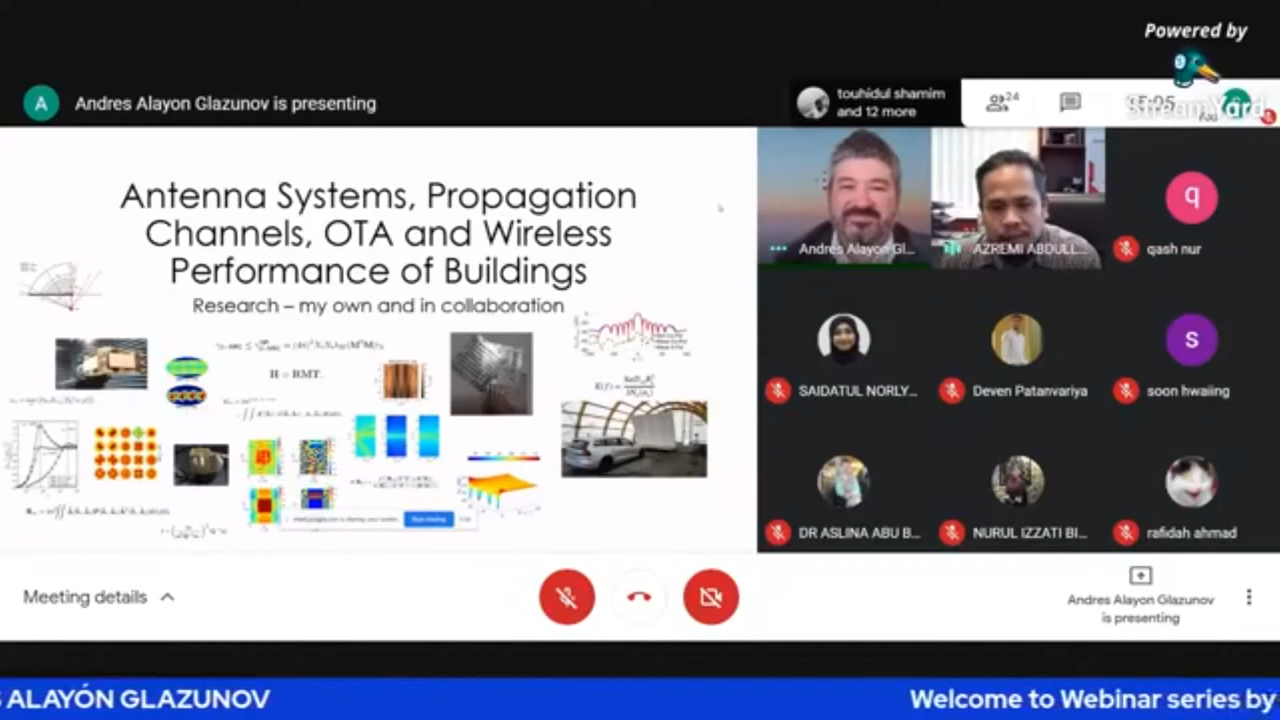 Powered by
StreamYard
A
Andres Alayon Glazunov is presenting
touhidul shamim
and 12 more
24
Antenna Systems, Propagation
Channels, OTA and Wireless
Performance of Buildings
Research – my own and in collaboration
H = RMT.
Stop sharing
Andres Alayon Gl...
AZREMI ABDULL...
q
qash nur
SAIDATUL NORLY...
Deven Patanvariya
s
soon hwaiing
DR ASLINA ABU B...
NURUL IZZATI BI...
rafidah ahmad
Meeting details
Andres Alayon Glazunov
is presenting
ALAYÓN GLAZUNOV
Welcome to Webinar series by